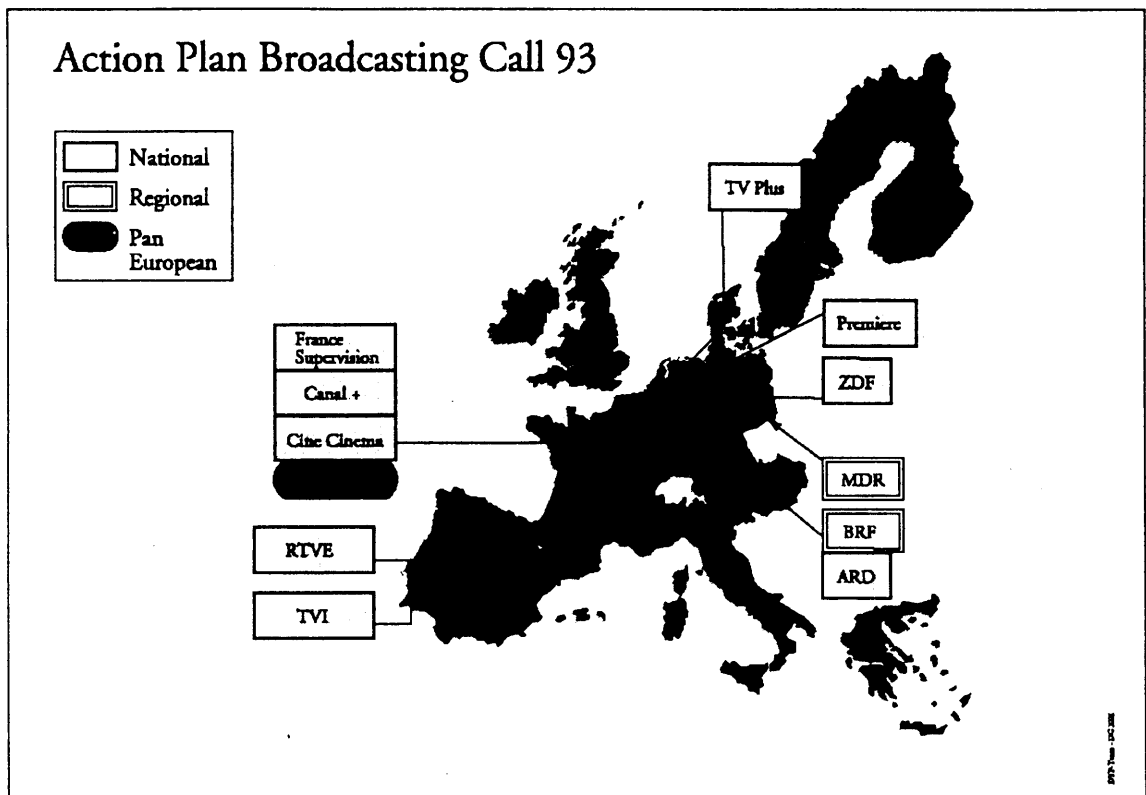 Action Plan Broadcasting Call 93
National
Regional
Pan
European
TV Plus
Premiere
ZDF
France
Supervision
Canal +
Cine Cinema
MDR
BRF
ARD
RTVE
TVI